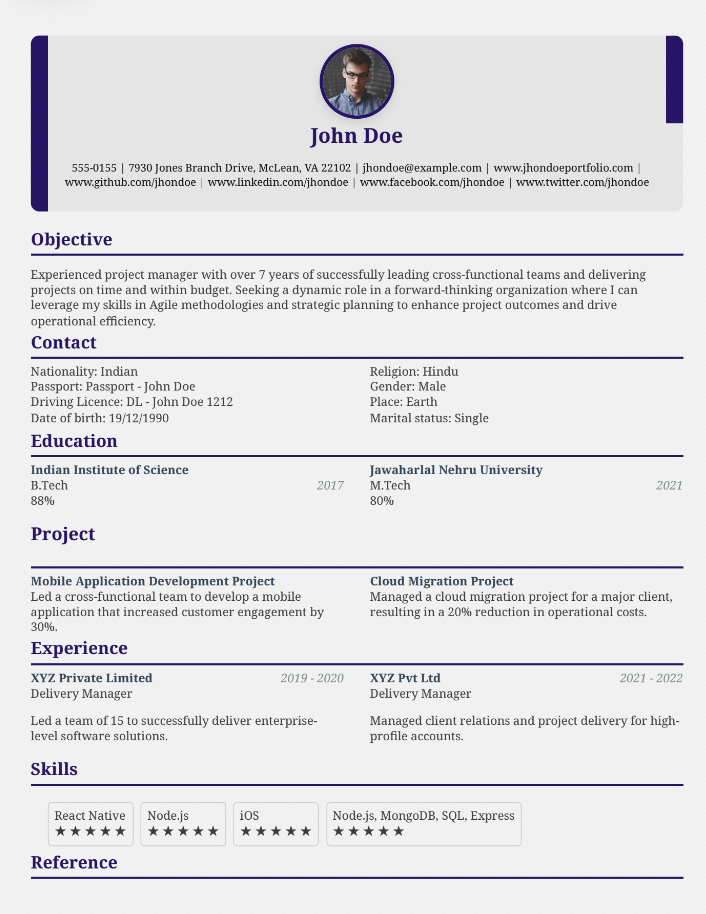 John Doe
555-0155 | 7930 Jones Branch Drive, McLean, VA 22102 | jhondoe@example.com | www.jhondoeportfolio.com |
www.github.com/jhondoe | www.linkedin.com/jhondoe | www.facebook.com/jhondoe | www.twitter.com/jhondoe
Objective
Experienced project manager with over 7 years of successfully leading cross-functional teams and delivering
projects on time and within budget. Seeking a dynamic role in a forward-thinking organization where I can
leverage my skills in Agile methodologies and strategic planning to enhance project outcomes and drive
operational efficiency.
Contact
Nationality: Indian
Passport: Passport - John Doe
Driving Licence: DL - John Doe 1212
Date of birth: 19/12/1990
Religion: Hindu
Gender: Male
Place: Earth
Marital status: Single
Education
Indian Institute of Science
B.Tech 2017
88%
Jawaharlal Nehru University
M.Tech 2021
80%
Project
Mobile Application Development Project
Led a cross-functional team to develop a mobile
application that increased customer engagement by
30%.
Cloud Migration Project
Managed a cloud migration project for a major client,
resulting in a 20% reduction in operational costs.
Experience
XYZ Private Limited 2019 - 2020
Delivery Manager
Led a team of 15 to successfully deliver enterprise-
level software solutions.
XYZ Pvt Ltd 2021 - 2022
Delivery Manager
Managed client relations and project delivery for high-
profile accounts.
Skills
React Native
★★★★★
Node.js
★★★★★
iOS
★★★★★
Node.js, MongoDB, SQL, Express
★★★★★
Reference